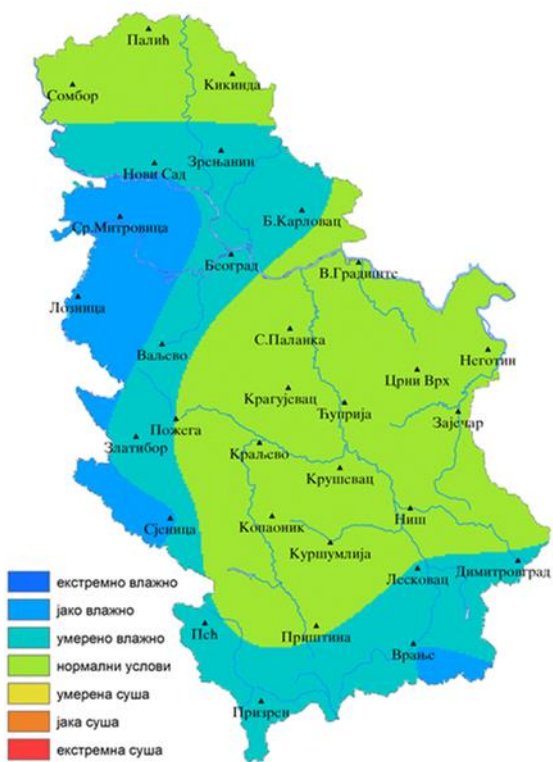 Палић
Кикинда
Сомбор
Зрењанин
Нови Сад
Ср.Митровица
Б.Карловац
Београд
В.Градиште
Лозница
С.Паланка
Ваљево
Неготин
Црни Врх
Крагујевац
Ћуприја
Зајечар
Пожега
Златибор
Краљево
Крушевац
Ниш
Копаоник
Сјеница
Куршумлија
Димитровград
Лесковац
Пећ
Приштина
Врање
Призрен
екстремно влажно
јако влажно
умерено влажно
нормални услови
умерена суша
јака суша
екстремна суша